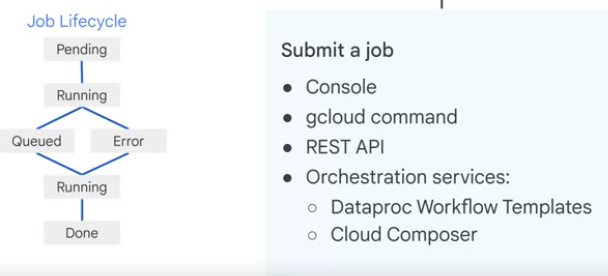 Job Lifecycle
Pending
Running
Queued
Error
Running
Done
Submit a job
● Console
● gcloud command
● REST API
● Orchestration services:
○ Dataproc Workflow Templates
○ Cloud Composer